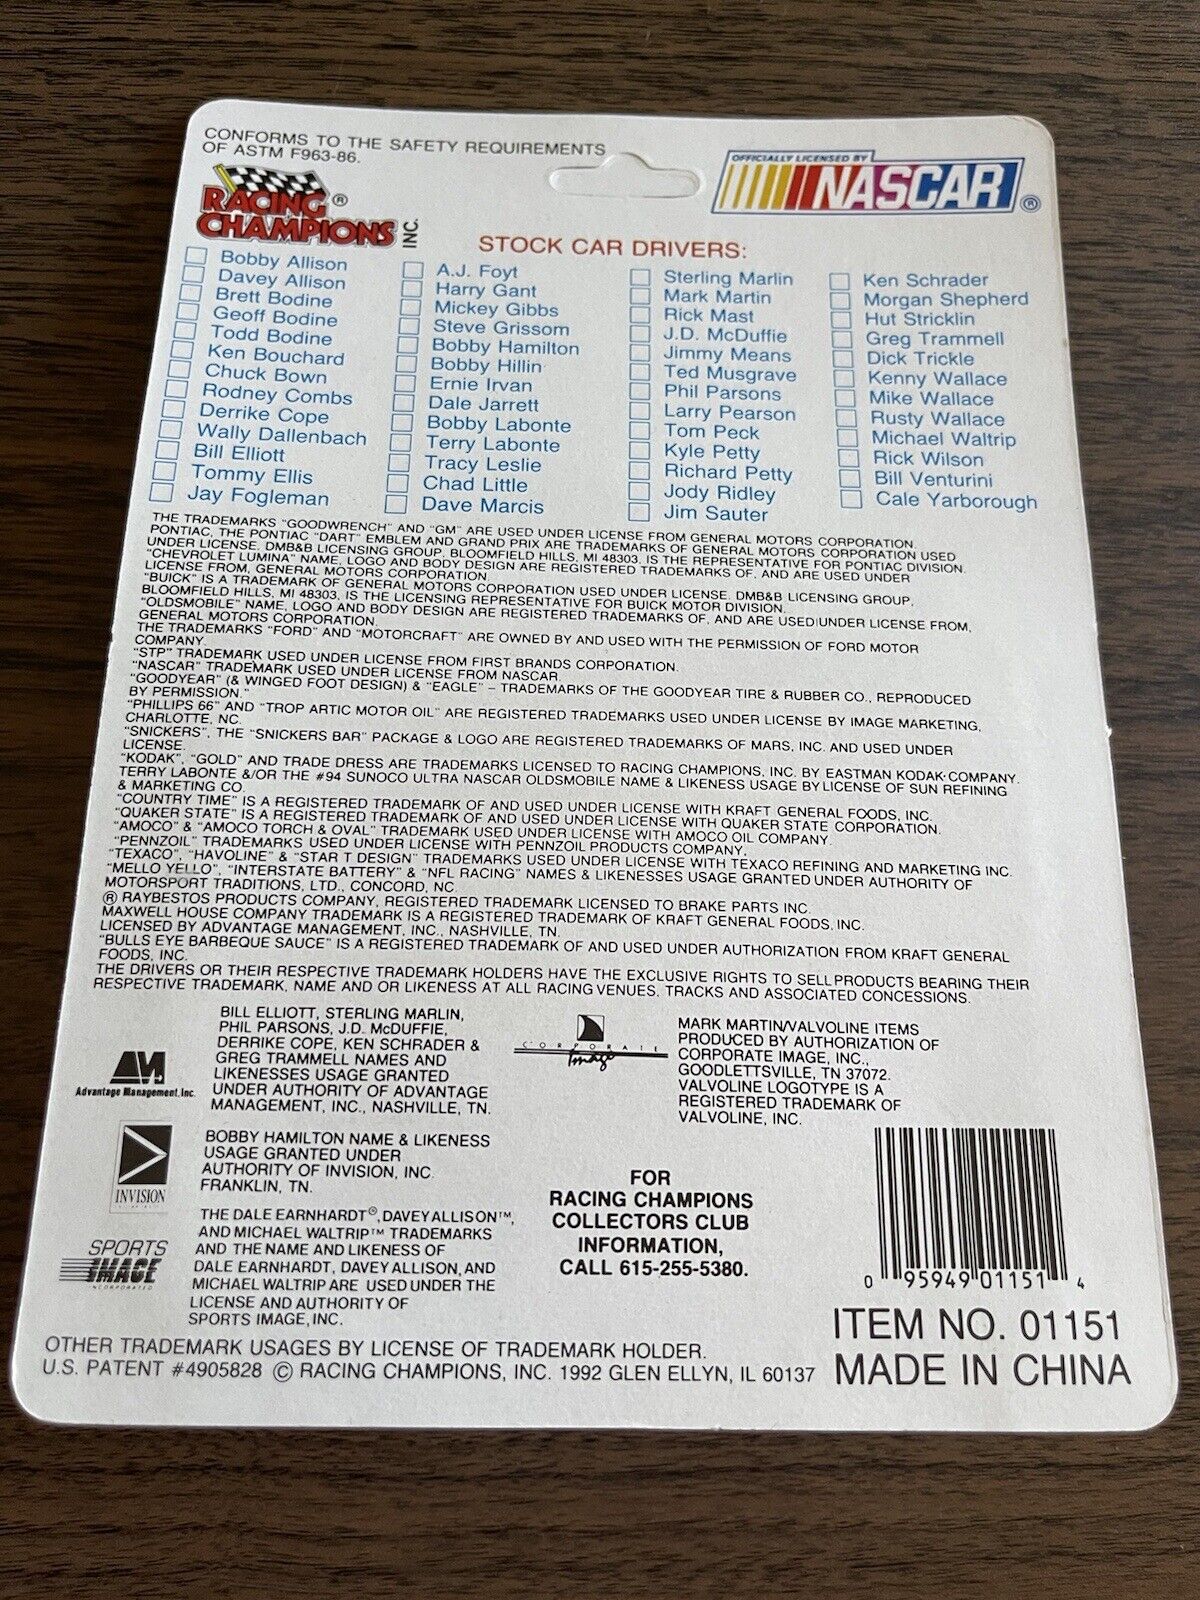 CONFORMS TO THE SAFETY REQUIREMENTS
OF ASTM F963-86.
RACING ®
CHAMPIONS INC.
OFFICIALLY LICENSED BY
NASCAR ®
STOCK CAR DRIVERS:
Bobby Allison
Davey Allison
Brett Bodine
Geoff Bodine
Todd Bodine
Ken Bouchard
Chuck Bown
Rodney Combs
Derrike Cope
Wally Dallenbach
Bill Elliott
Tommy Ellis
Jay Fogleman
A.J. Foyt
Harry Gant
Mickey Gibbs
Steve Grissom
Bobby Hamilton
Bobby Hillin
Ernie Irvan
Dale Jarrett
Bobby Labonte
Terry Labonte
Tracy Leslie
Chad Little
Dave Marcis
Sterling Marlin
Mark Martin
Rick Mast
J.D. McDuffie
Jimmy Means
Ted Musgrave
Phil Parsons
Larry Pearson
Tom Peck
Kyle Petty
Richard Petty
Jody Ridley
Jim Sauter
Ken Schrader
Morgan Shepherd
Hut Stricklin
Greg Trammell
Dick Trickle
Kenny Wallace
Mike Wallace
Rusty Wallace
Michael Waltrip
Rick Wilson
Bill Venturini
Cale Yarborough
THE TRADEMARKS "GOODWRENCH" AND "GM" ARE USED UNDER LICENSE FROM GENERAL MOTORS CORPORATION.
PONTIAC, THE PONTIAC "DART" EMBLEM AND GRAND PRIX ARE TRADEMARKS OF GENERAL MOTORS CORPORATION USED
UNDER LICENSE. DMB&B LICENSING GROUP, BLOOMFIELD HILLS, MI 48303, IS THE REPRESENTATIVE FOR PONTIAC DIVISION.
"CHEVROLET LUMINA" NAME, LOGO AND BODY DESIGN ARE REGISTERED TRADEMARKS OF, AND ARE USED UNDER
LICENSE FROM, GENERAL MOTORS CORPORATION.
"BUICK" IS A TRADEMARK OF GENERAL MOTORS CORPORATION USED UNDER LICENSE. DMB&B LICENSING GROUP,
BLOOMFIELD HILLS, MI 48303, IS THE LICENSING REPRESENTATIVE FOR BUICK MOTOR DIVISION.
"OLDSMOBILE" NAME, LOGO AND BODY DESIGN ARE REGISTERED TRADEMARKS OF, AND ARE USED UNDER LICENSE FROM,
GENERAL MOTORS CORPORATION.
THE TRADEMARKS "FORD" AND "MOTORCRAFT" ARE OWNED BY AND USED WITH THE PERMISSION OF FORD MOTOR
COMPANY.
"STP" TRADEMARK USED UNDER LICENSE FROM FIRST BRANDS CORPORATION.
"NASCAR" TRADEMARK USED UNDER LICENSE FROM NASCAR.
"GOODYEAR" (& WINGED FOOT DESIGN) & "EAGLE" – TRADEMARKS OF THE GOODYEAR TIRE & RUBBER CO., REPRODUCED
BY PERMISSION."
"PHILLIPS 66" AND "TROP ARTIC MOTOR OIL" ARE REGISTERED TRADEMARKS USED UNDER LICENSE BY IMAGE MARKETING,
CHARLOTTE, NC.
"SNICKERS", THE "SNICKERS BAR" PACKAGE & LOGO ARE REGISTERED TRADEMARKS OF MARS, INC. AND USED UNDER
LICENSE.
"KODAK", "GOLD" AND TRADE DRESS ARE TRADEMARKS LICENSED TO RACING CHAMPIONS, INC. BY EASTMAN KODAK COMPANY.
TERRY LABONTE &/OR THE #94 SUNOCO ULTRA NASCAR OLDSMOBILE NAME & LIKENESS USAGE BY LICENSE OF SUN REFINING
& MARKETING CO.
"COUNTRY TIME" IS A REGISTERED TRADEMARK OF AND USED UNDER LICENSE WITH KRAFT GENERAL FOODS, INC.
"QUAKER STATE" IS A REGISTERED TRADEMARK OF AND USED UNDER LICENSE WITH QUAKER STATE CORPORATION.
"AMOCO" & "AMOCO TORCH & OVAL" TRADEMARK USED UNDER LICENSE WITH AMOCO OIL COMPANY.
"PENNZOIL" TRADEMARKS USED UNDER LICENSE WITH PENNZOIL PRODUCTS COMPANY.
"TEXACO", "HAVOLINE" & "STAR T DESIGN" TRADEMARKS USED UNDER LICENSE WITH TEXACO REFINING AND MARKETING INC.
"MELLO YELLO", "INTERSTATE BATTERY" & "NFL RACING" NAMES & LIKENESSES USAGE GRANTED UNDER AUTHORITY OF
MOTORSPORT TRADITIONS, LTD., CONCORD, NC.
® RAYBESTOS PRODUCTS COMPANY, REGISTERED TRADEMARK LICENSED TO BRAKE PARTS INC.
MAXWELL HOUSE COMPANY TRADEMARK IS A REGISTERED TRADEMARK OF KRAFT GENERAL FOODS, INC.
LICENSED BY ADVANTAGE MANAGEMENT, INC., NASHVILLE, TN.
"BULLS EYE BARBEQUE SAUCE" IS A REGISTERED TRADEMARK OF AND USED UNDER AUTHORIZATION FROM KRAFT GENERAL
FOODS, INC.
THE DRIVERS OR THEIR RESPECTIVE TRADEMARK HOLDERS HAVE THE EXCLUSIVE RIGHTS TO SELL PRODUCTS BEARING THEIR
RESPECTIVE TRADEMARK, NAME AND OR LIKENESS AT ALL RACING VENUES, TRACKS AND ASSOCIATED CONCESSIONS.
AM
Advantage Management, Inc.
BILL ELLIOTT, STERLING MARLIN,
PHIL PARSONS, J.D. McDUFFIE,
DERRIKE COPE, KEN SCHRADER &
GREG TRAMMELL NAMES AND
LIKENESSES USAGE GRANTED
UNDER AUTHORITY OF ADVANTAGE
MANAGEMENT, INC., NASHVILLE, TN.
CORPORATE
Image
MARK MARTIN/VALVOLINE ITEMS
PRODUCED BY AUTHORIZATION OF
CORPORATE IMAGE, INC.,
GOODLETTSVILLE, TN 37072.
VALVOLINE LOGOTYPE IS A
REGISTERED TRADEMARK OF
VALVOLINE, INC.
INVISION
BOBBY HAMILTON NAME & LIKENESS
USAGE GRANTED UNDER
AUTHORITY OF INVISION, INC.
FRANKLIN, TN.
SPORTS
IMAGE
INCORPORATED
THE DALE EARNHARDT®, DAVEY ALLISON™,
AND MICHAEL WALTRIP™ TRADEMARKS
AND THE NAME AND LIKENESS OF
DALE EARNHARDT, DAVEY ALLISON, AND
MICHAEL WALTRIP ARE USED UNDER THE
LICENSE AND AUTHORITY OF
SPORTS IMAGE, INC.
FOR
RACING CHAMPIONS
COLLECTORS CLUB
INFORMATION,
CALL 615-255-5380.
0 95949 01151 4
ITEM NO. 01151
MADE IN CHINA
OTHER TRADEMARK USAGES BY LICENSE OF TRADEMARK HOLDER.
U.S. PATENT #4905828 © RACING CHAMPIONS, INC. 1992 GLEN ELLYN, IL 60137